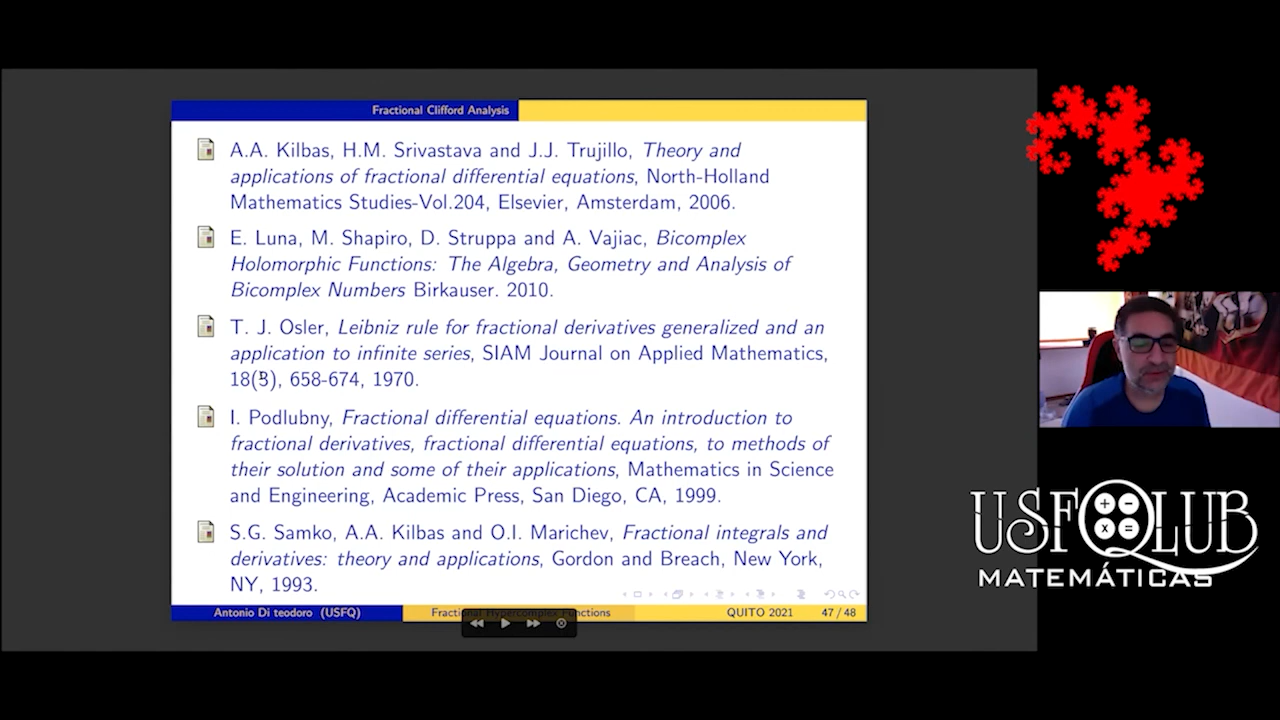 Fractional Clifford Analysis
A.A. Kilbas, H.M. Srivastava and J.J. Trujillo, Theory and
applications of fractional differential equations, North-Holland
Mathematics Studies-Vol.204, Elsevier, Amsterdam, 2006.
E. Luna, M. Shapiro, D. Struppa and A. Vajiac, Bicomplex
Holomorphic Functions: The Algebra, Geometry and Analysis of
Bicomplex Numbers Birkauser. 2010.
T. J. Osler, Leibniz rule for fractional derivatives generalized and an
application to infinite series, SIAM Journal on Applied Mathematics,
18(3), 658-674, 1970.
I. Podlubny, Fractional differential equations. An introduction to
fractional derivatives, fractional differential equations, to methods of
their solution and some of their applications, Mathematics in Science
and Engineering, Academic Press, San Diego, CA, 1999.
S.G. Samko, A.A. Kilbas and O.I. Marichev, Fractional integrals and
derivatives: theory and applications, Gordon and Breach, New York,
NY, 1993.
Antonio Di teodoro (USFQ)
Fractional Hypercomplex Functions
QUITO 2021
47 / 48
USFQLUB
MATEMÁTICAS